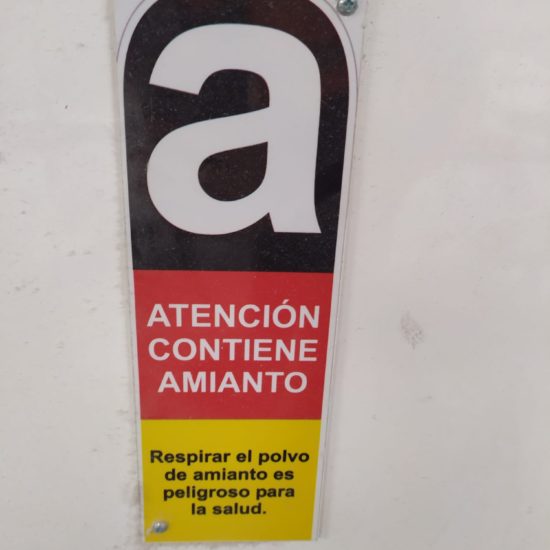 a
ATENCIÓN
CONTIENE
AMIANTO
Respirar el polvo
de amianto es
peligroso para
la salud.